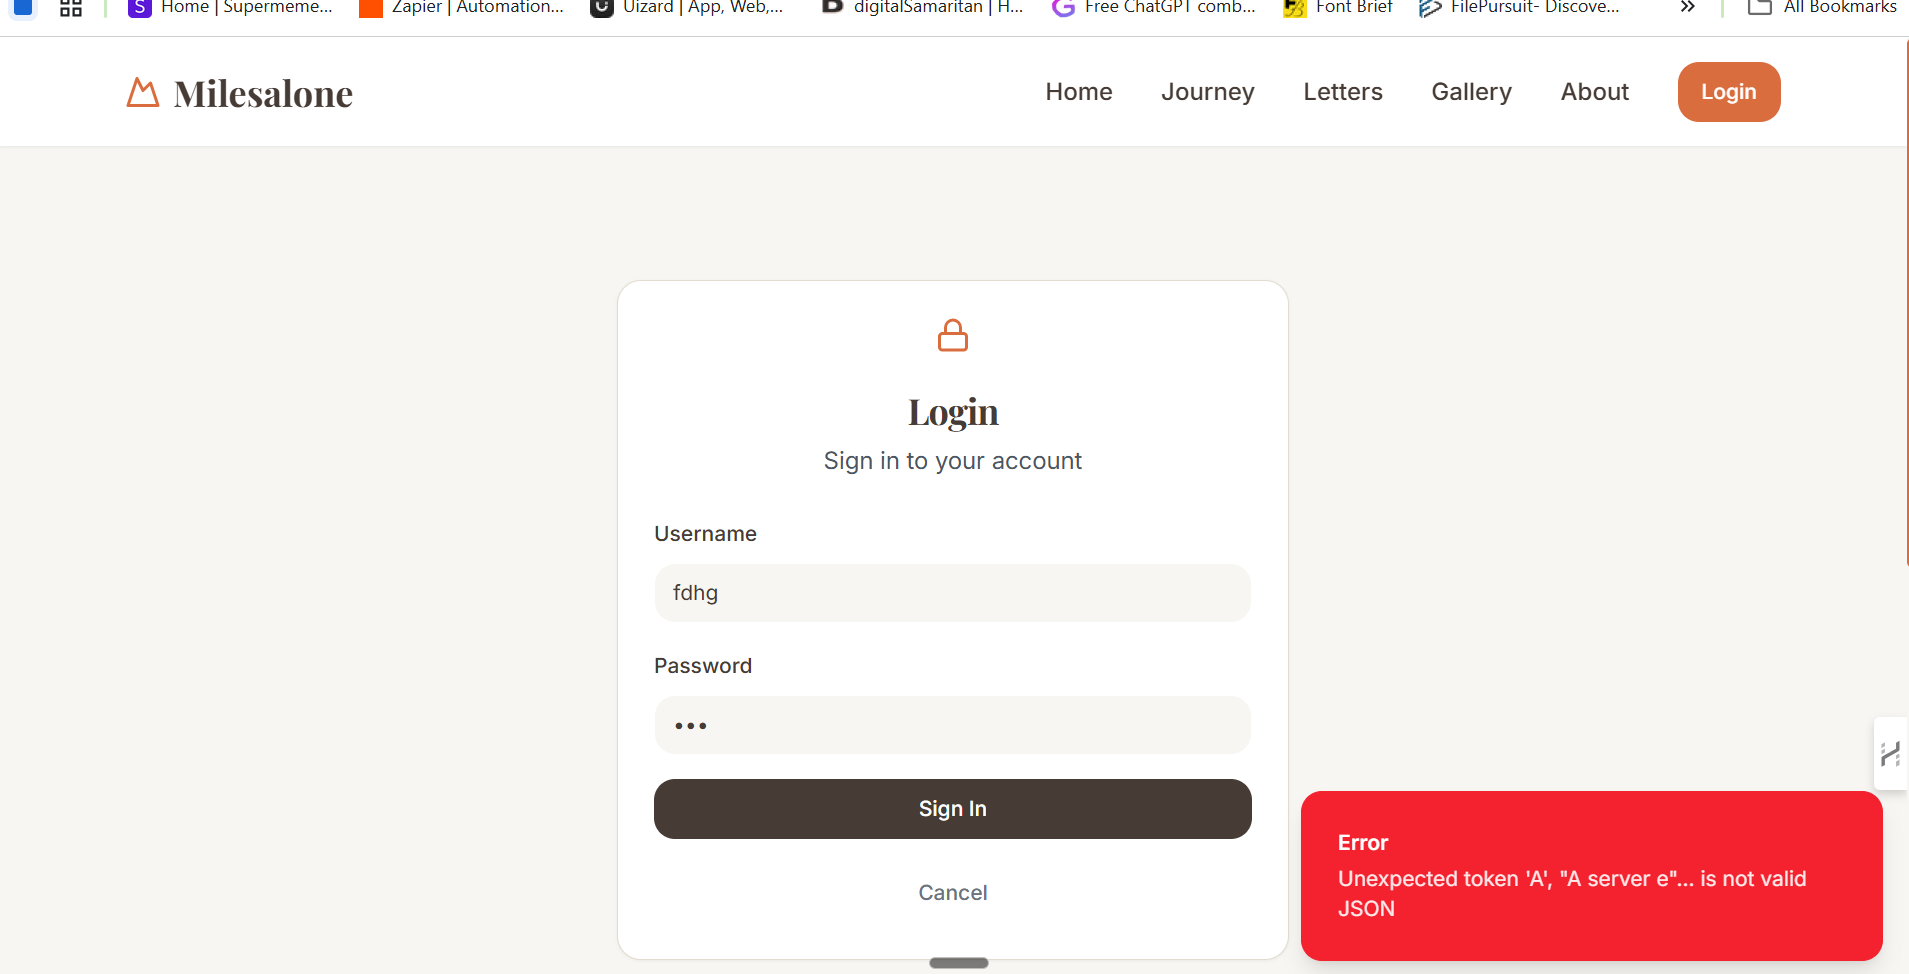 S Home | Supermeme...
Zapier | Automation...
Uizard | App, Web,...
B digitalSamaritan | H...
G Free ChatGPT comb...
Font Brief
FilePursuit- Discove...
»
All Bookmarks
Milesalone
Home
Journey
Letters
Gallery
About
Login
Login
Sign in to your account
Username
fdhg
Password
•••
Sign In
Cancel
Error
Unexpected token 'A', "A server e"... is not valid
JSON